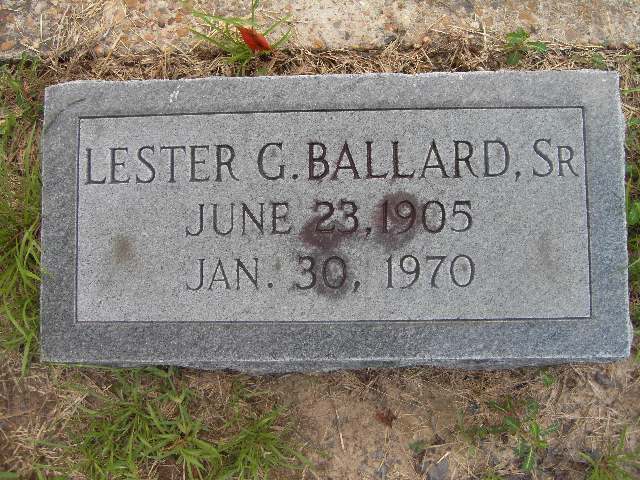 LESTER G. BALLARD, SR
JUNE 23, 1905
JAN. 30, 1970